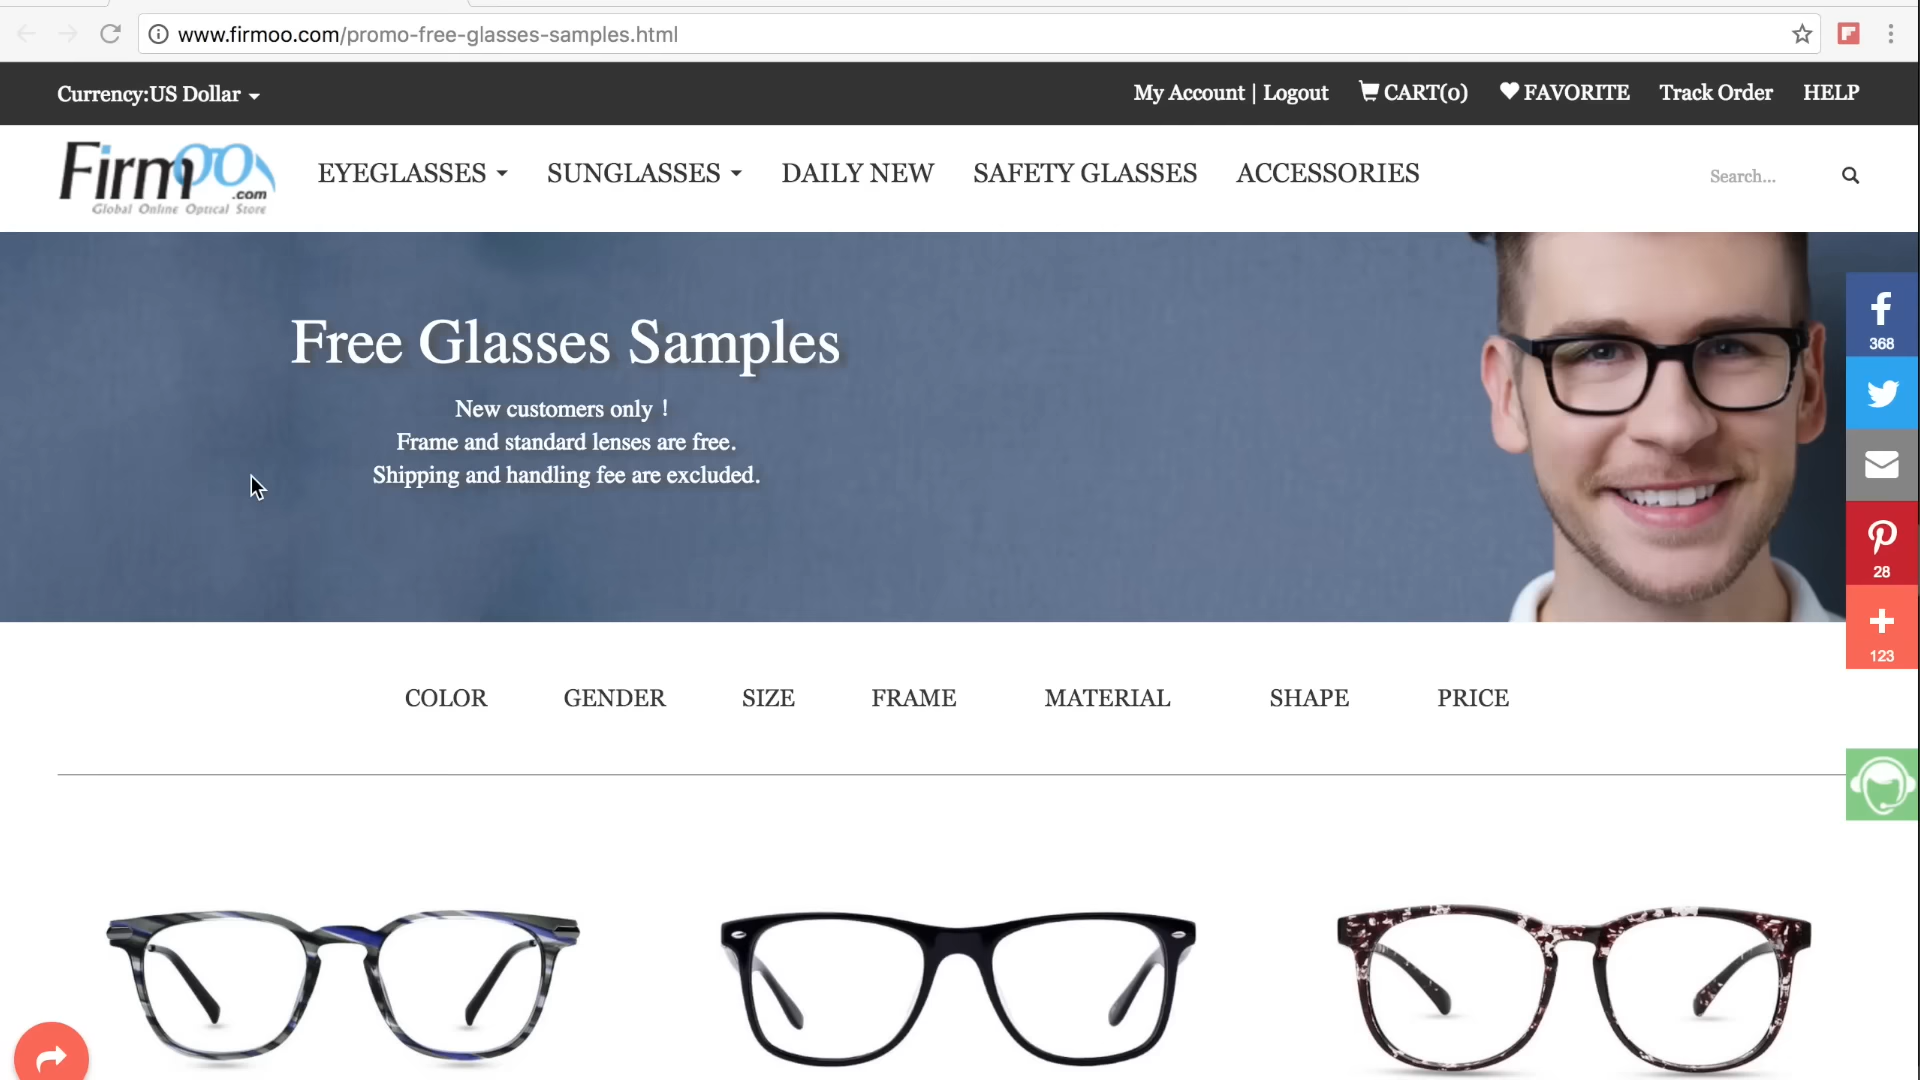 www.firmoo.com/promo-free-glasses-samples.html
Currency:US Dollar
My Account | Logout
CART(0)
FAVORITE
Track Order
HELP
Firmoo
.com
Global Online Optical Store
EYEGLASSES
SUNGLASSES
DAILY NEW
SAFETY GLASSES
ACCESSORIES
Search...
Free Glasses Samples
New customers only !
Frame and standard lenses are free.
Shipping and handling fee are excluded.
368
28
123
COLOR
GENDER
SIZE
FRAME
MATERIAL
SHAPE
PRICE